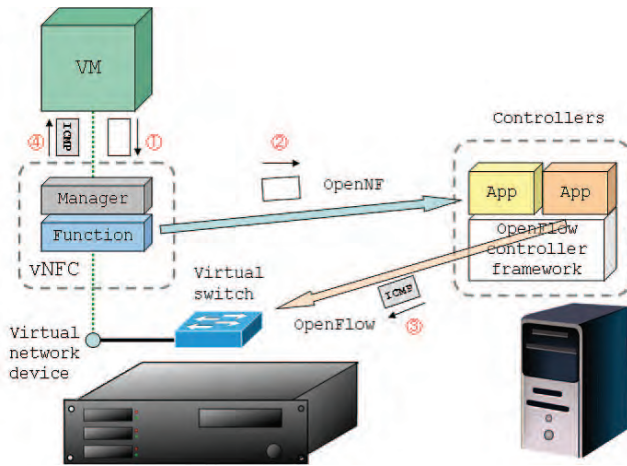 VM
④
ICMP
①
②
Controllers
Manager
Function
vNFC
OpenNF
App
App
OpenFlow
controller
framework
Virtual
switch
ICMP
③
OpenFlow
Virtual
network
device